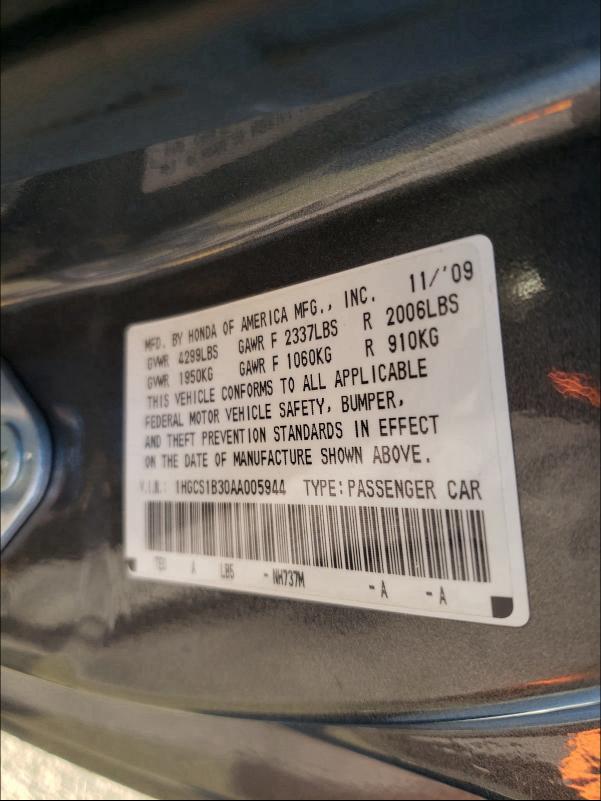 MFD. BY HONDA OF AMERICA MFG., INC. 11/'09
GVWR 4299LBS GAWR F 2337LBS R 2006LBS
GVWR 1950KG GAWR F 1060KG R 910KG
THIS VEHICLE CONFORMS TO ALL APPLICABLE
FEDERAL MOTOR VEHICLE SAFETY, BUMPER,
AND THEFT PREVENTION STANDARDS IN EFFECT
ON THE DATE OF MANUFACTURE SHOWN ABOVE.
V.I.N.: 1HGCS1B30AA005944 TYPE:PASSENGER CAR
A LB5 -NH737M -A -A